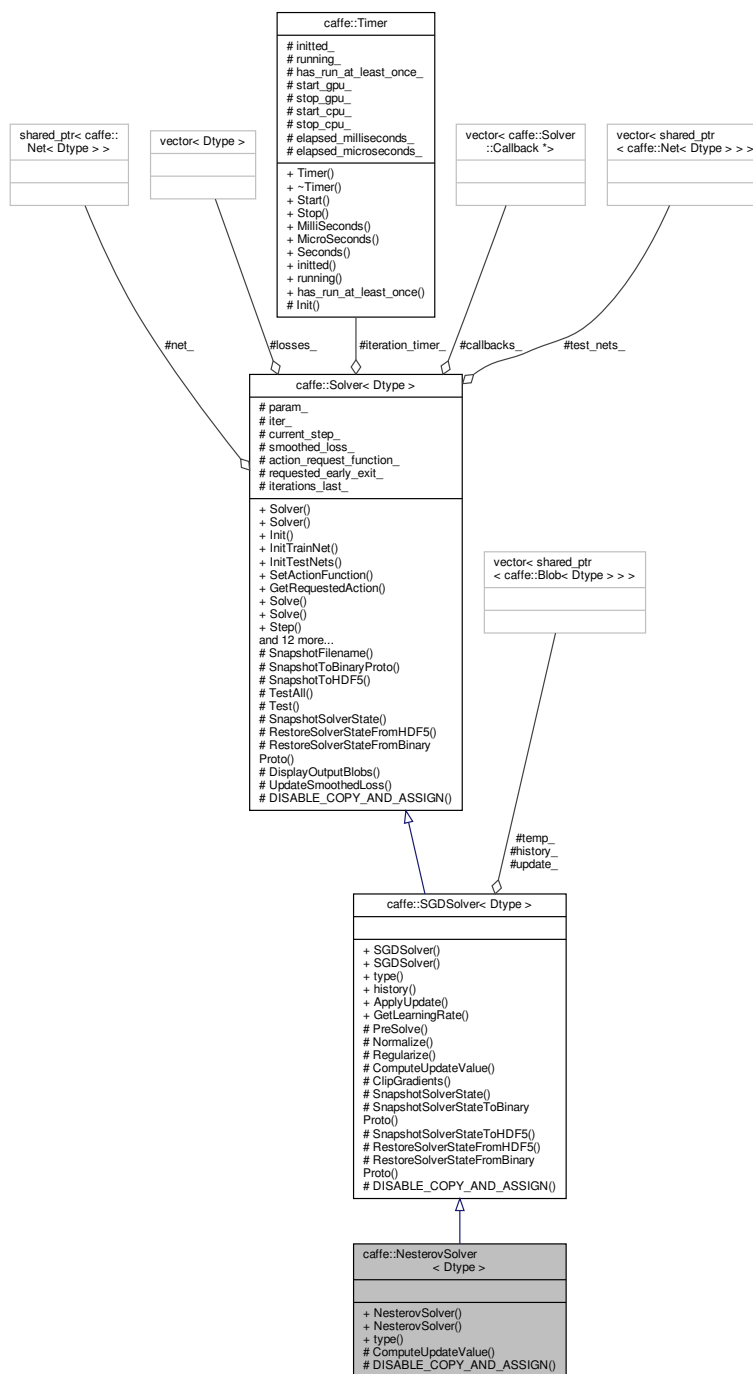 caffe::Timer
# initted_
# running_
# has_run_at_least_once_
# start_gpu_
# stop_gpu_
# start_cpu_
# stop_cpu_
# elapsed_milliseconds_
# elapsed_microseconds_
+ Timer()
+ ~Timer()
+ Start()
+ Stop()
+ MilliSeconds()
+ MicroSeconds()
+ Seconds()
+ initted()
+ running()
+ has_run_at_least_once()
# Init()
shared_ptr< caffe::
Net< Dtype > >
vector< Dtype >
vector< caffe::Solver
::Callback *>
vector< shared_ptr
< caffe::Net< Dtype > > >
#net_
#losses_
#iteration_timer_
#callbacks_
#test_nets_
caffe::Solver< Dtype >
# param_
# iter_
# current_step_
# smoothed_loss_
# action_request_function_
# requested_early_exit_
# iterations_last_
+ Solver()
+ Solver()
+ Init()
+ InitTrainNet()
+ InitTestNets()
+ SetActionFunction()
+ GetRequestedAction()
+ Solve()
+ Solve()
+ Step()
and 12 more...
# SnapshotFilename()
# SnapshotToBinaryProto()
# SnapshotToHDF5()
# TestAll()
# Test()
# SnapshotSolverState()
# RestoreSolverStateFromHDF5()
# RestoreSolverStateFromBinary
Proto()
# DisplayOutputBlobs()
# UpdateSmoothedLoss()
# DISABLE_COPY_AND_ASSIGN()
vector< shared_ptr
< caffe::Blob< Dtype > > >
#temp_
#history_
#update_
caffe::SGDSolver< Dtype >
+ SGDSolver()
+ SGDSolver()
+ type()
+ history()
+ ApplyUpdate()
+ GetLearningRate()
# PreSolve()
# Normalize()
# Regularize()
# ComputeUpdateValue()
# ClipGradients()
# SnapshotSolverState()
# SnapshotSolverStateToBinary
Proto()
# SnapshotSolverStateToHDF5()
# RestoreSolverStateFromHDF5()
# RestoreSolverStateFromBinary
Proto()
# DISABLE_COPY_AND_ASSIGN()
caffe::NesterovSolver
< Dtype >
+ NesterovSolver()
+ NesterovSolver()
+ type()
# ComputeUpdateValue()
# DISABLE_COPY_AND_ASSIGN()